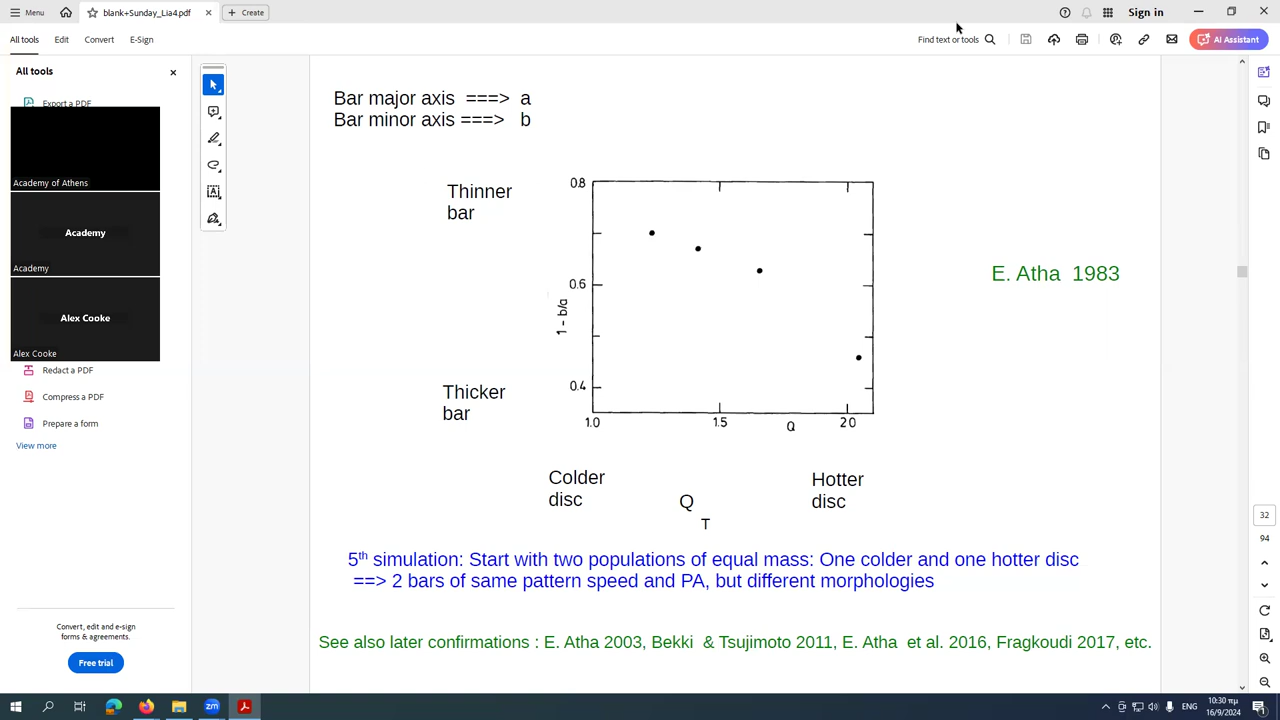 Menu
blank+Sunday_Lia4.pdf
Create
Sign in
All tools
Edit
Convert
E-Sign
Find text or tools
AI Assistant
All tools
Export a PDF
Academy of Athens
Academy
Academy
Alex Cooke
Alex Cooke
Redact a PDF
Compress a PDF
Prepare a form
View more
Convert, edit and e-sign
forms & agreements.
Free trial
Bar major axis ===> a
Bar minor axis ===> b
Thinner
bar
0.8
0.6
0.4
1 - b/a
Thicker
bar
1.0
1.5
2 0
Q
E. Atha 1983
Colder
disc
Q
T
Hotter
disc
5th simulation: Start with two populations of equal mass: One colder and one hotter disc
==> 2 bars of same pattern speed and PA, but different morphologies
See also later confirmations : E. Atha 2003, Bekki & Tsujimoto 2011, E. Atha et al. 2016, Fragkoudi 2017, etc.
32
94
zm
ENG
10:30 πμ
16/9/2024
1